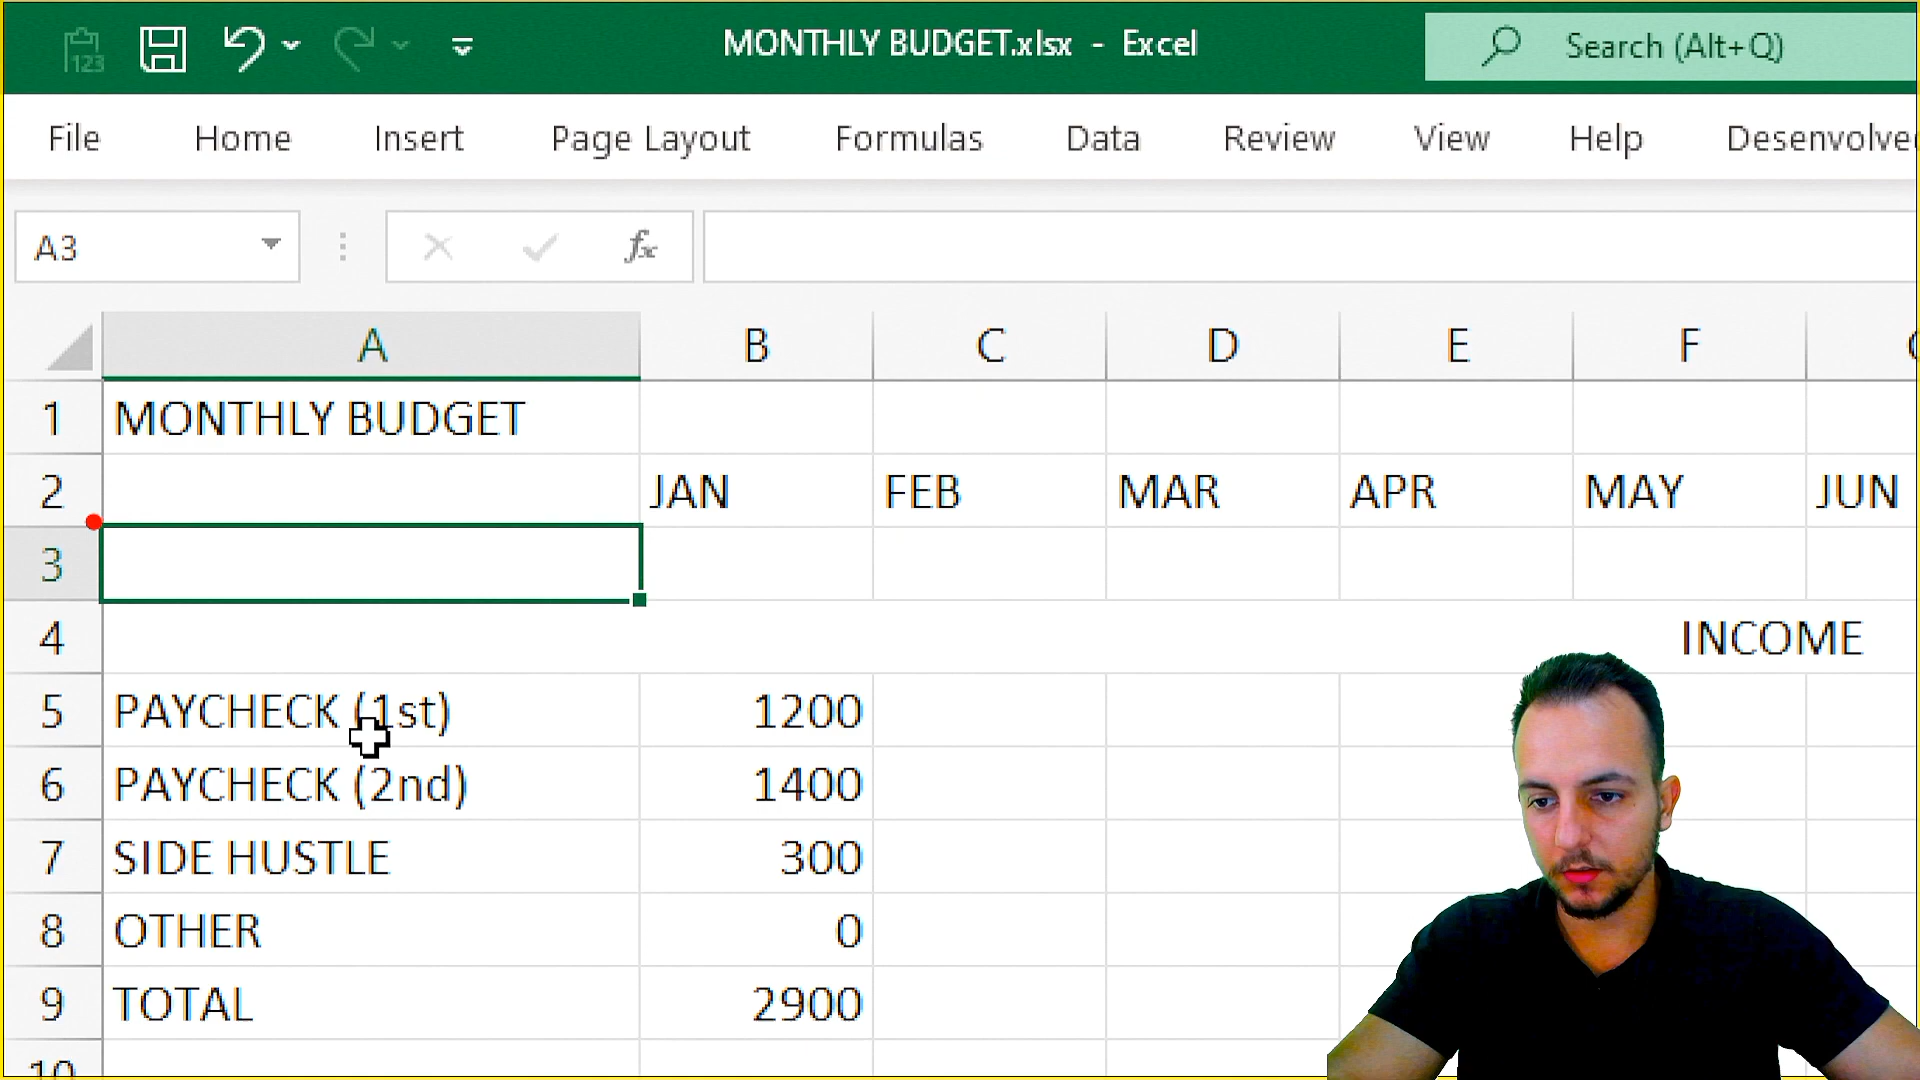 123
MONTHLY BUDGET.xlsx - Excel
Search (Alt+Q)
File Home Insert Page Layout Formulas Data Review View Help Desenvolve
A3 fx
A B C D E F
1 MONTHLY BUDGET
2 JAN FEB MAR APR MAY JUN
3
4 INCOME
5 PAYCHECK (1st) 1200
6 PAYCHECK (2nd) 1400
7 SIDE HUSTLE 300
8 OTHER 0
9 TOTAL 2900
10